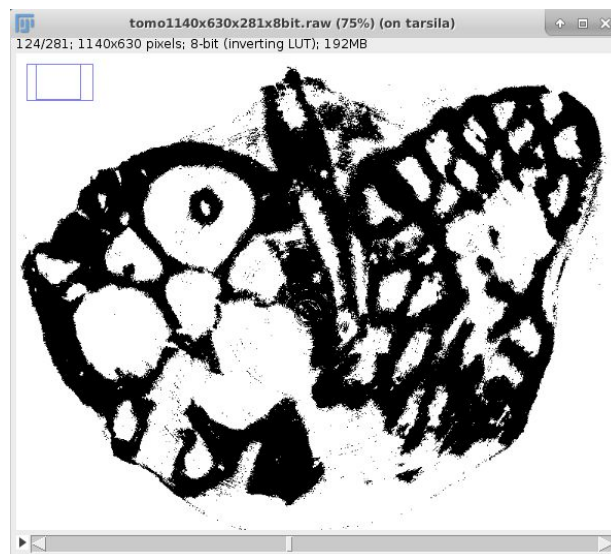 tomo1140x630x281x8bit.raw (75%) (on tarsila)
124/281; 1140x630 pixels; 8-bit (inverting LUT); 192MB